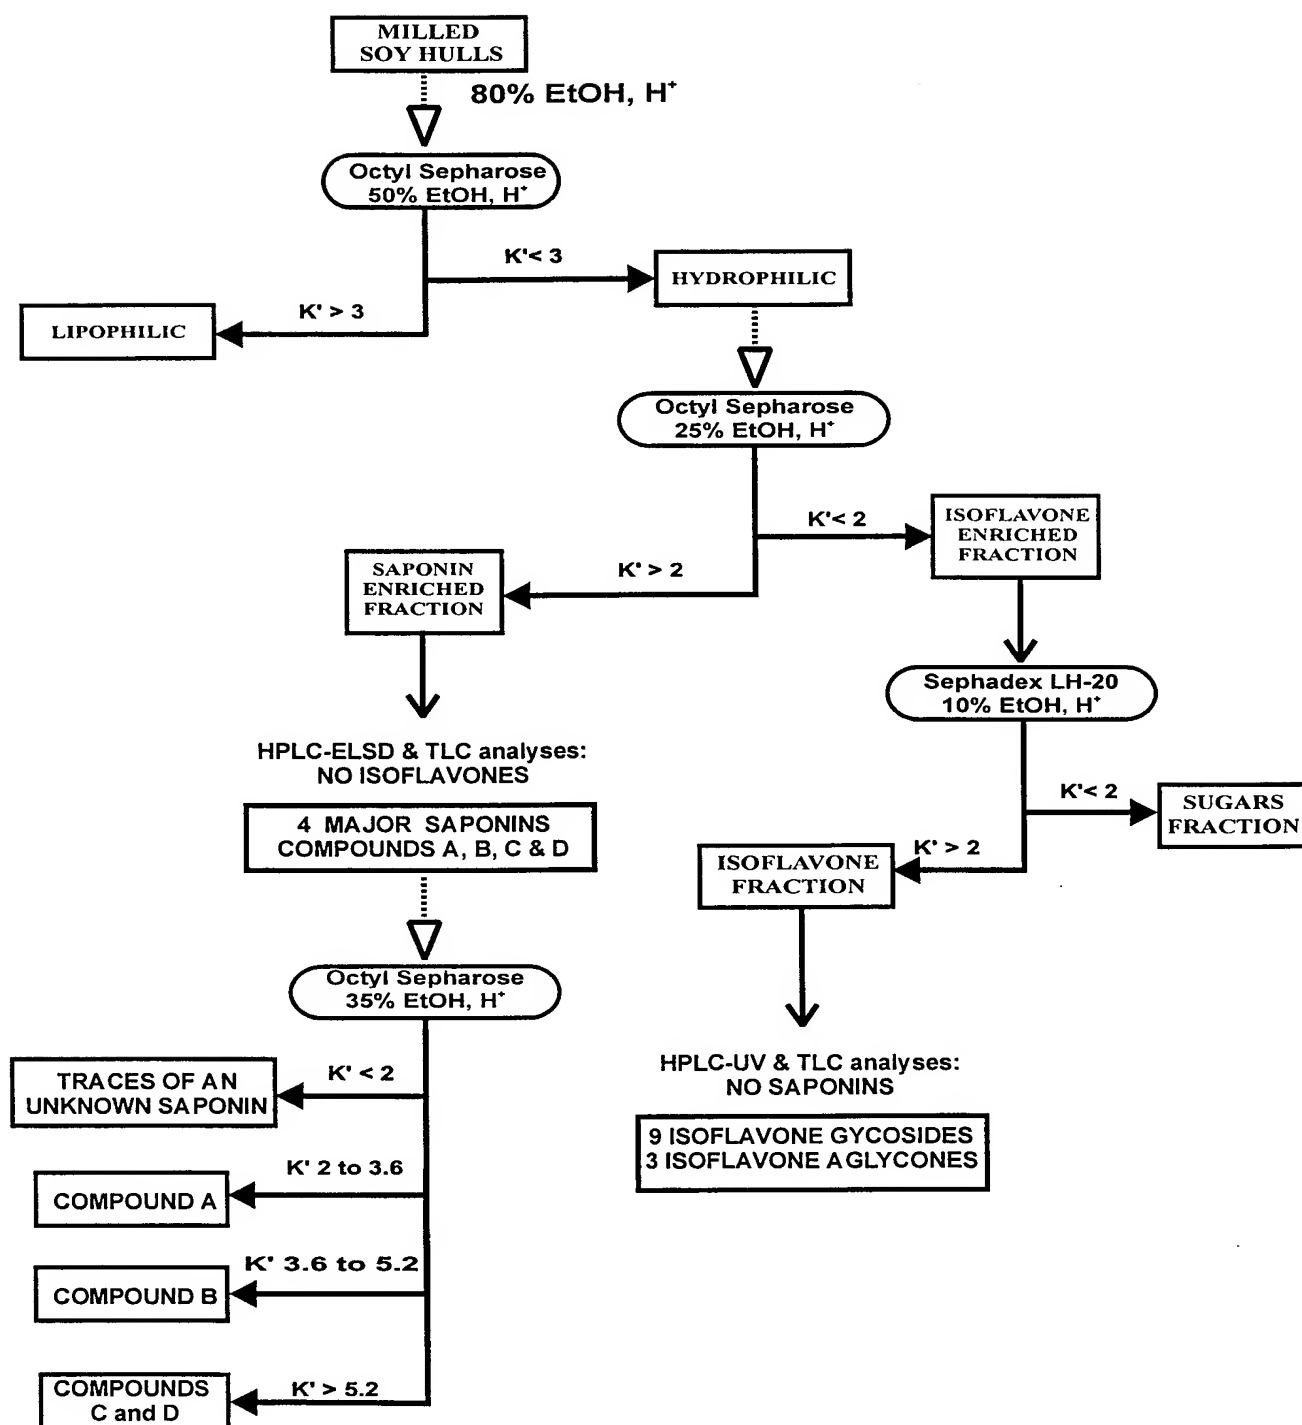 MILLED
SOY HULLS
80% EtOH, H⁺
Octyl Sepharose
50% EtOH, H⁺
K'< 3
HYDROPHILIC
K' > 3
LIPOPHILIC
Octyl Sepharose
25% EtOH, H⁺
K'< 2
ISOFLAVONE
ENRICHED
FRACTION
K' > 2
SAPONIN
ENRICHED
FRACTION
Sephadex LH-20
10% EtOH, H⁺
HPLC-ELSD & TLC analyses:
NO ISOFLAVONES
K'< 2
SUGARS
FRACTION
4 MAJOR SAPONINS
COMPOUNDS A, B, C & D
K' > 2
ISOFLAVONE
FRACTION
Octyl Sepharose
35% EtOH, H⁺
HPLC-UV & TLC analyses:
NO SAPONINS
9 ISOFLAVONE GYCOSIDES
3 ISOFLAVONE AGLYCONES
K' < 2
TRACES OF AN
UNKNOWN SAPONIN
K' 2 to 3.6
COMPOUND A
K' 3.6 to 5.2
COMPOUND B
K' > 5.2
COMPOUNDS
C and D